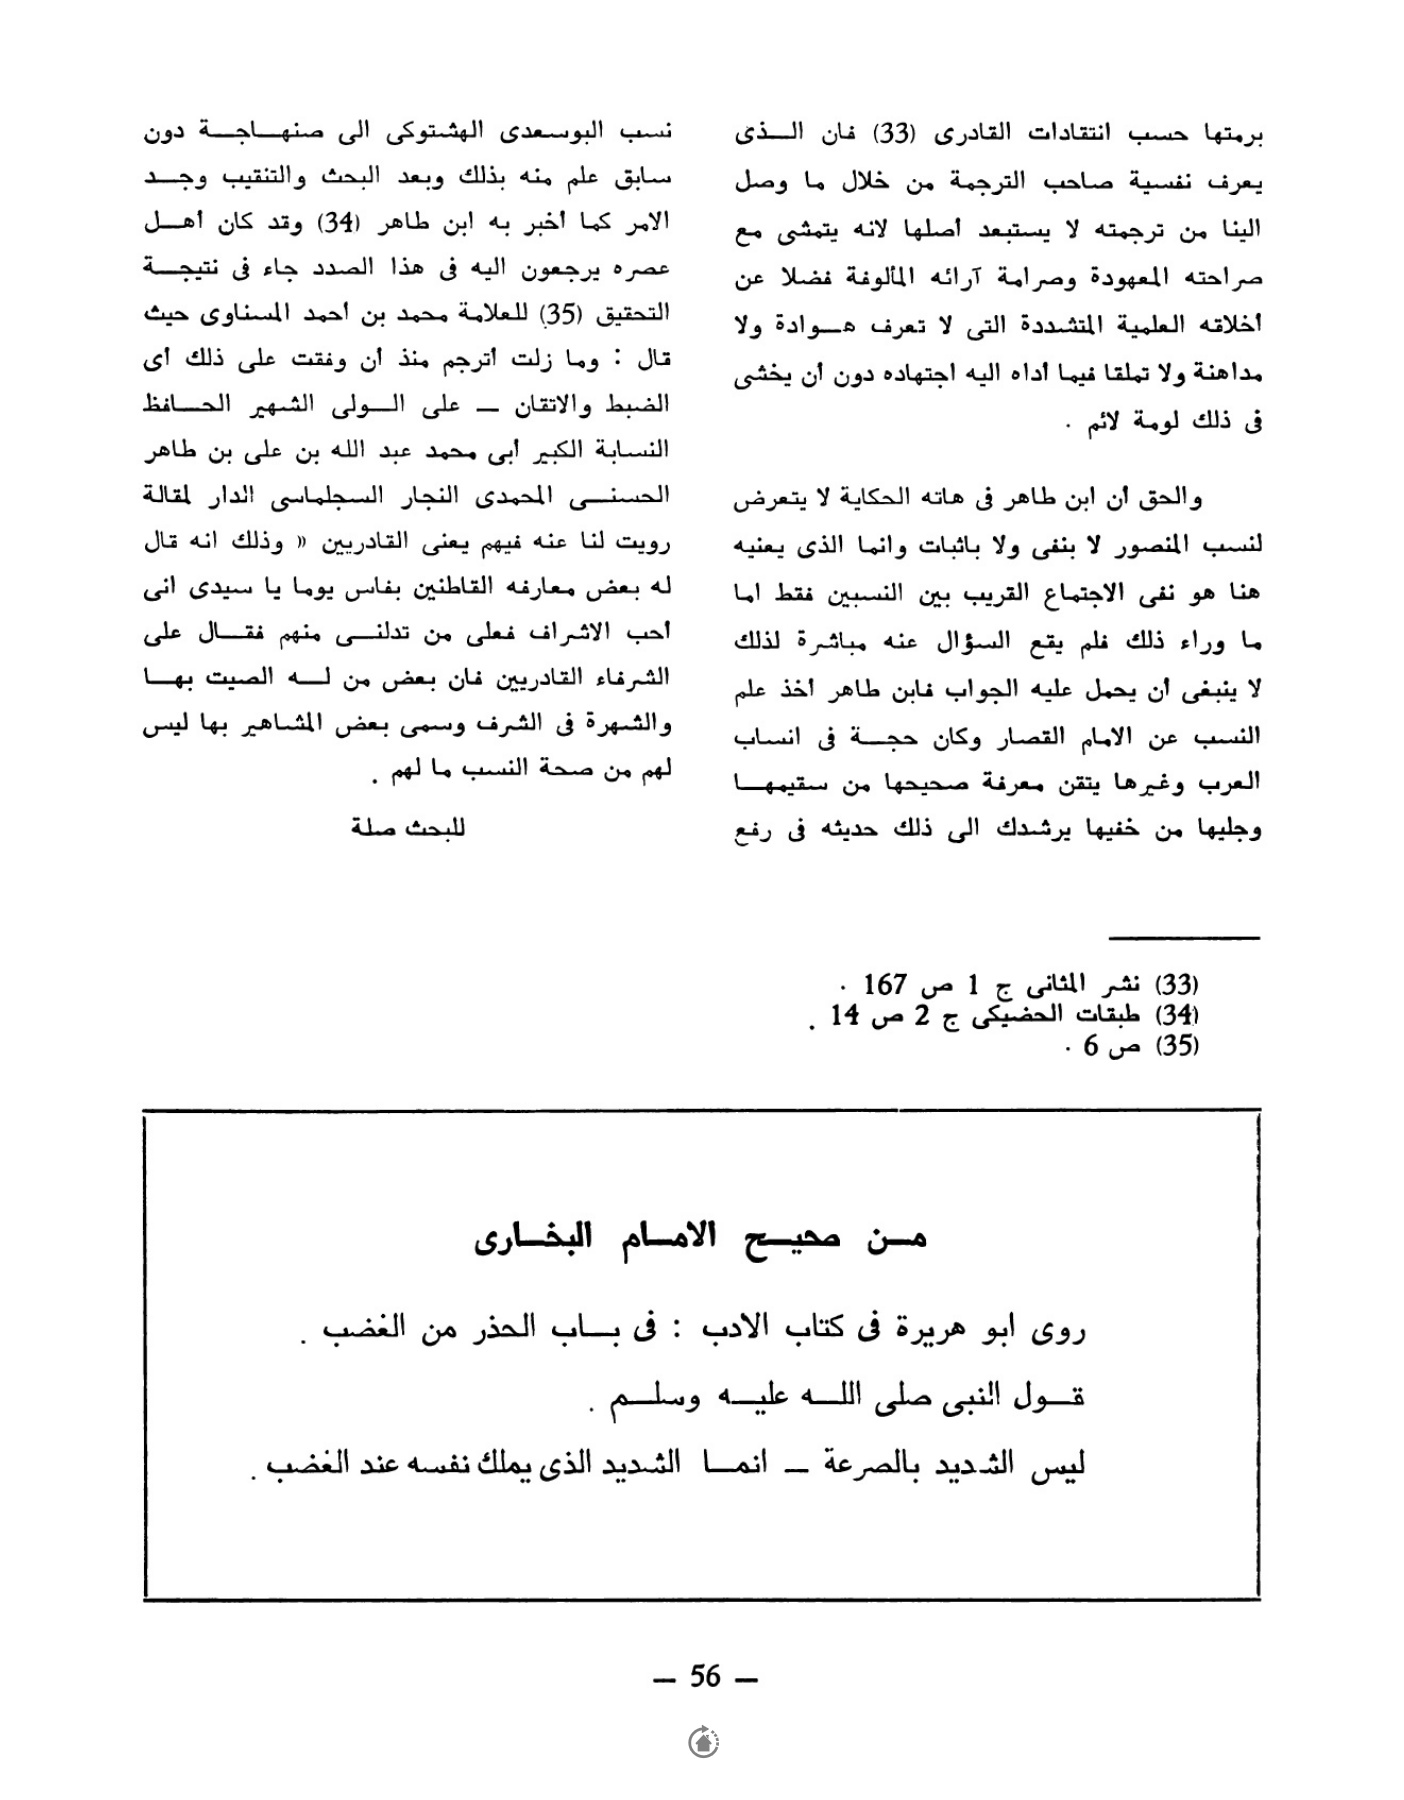 برمتها حسب انتقادات القادرى (33) فان الذى
يعرف نفسية صاحب الترجمة من خلال ما وصل
الينا من ترجمته لا يستبعد أصلها لانه يتمشى مع
صراحته المعهودة وصرامة آرائه المألوفة فضلا عن
أخلاقه العلمية المتشددة التى لا تعرف هوادة ولا
مداهنة ولا تملقا فيما أداه اليه اجتهاده دون أن يخشى
فى ذلك لومة لائم .
والحق أن ابن طاهر فى هاته الحكاية لا يتعرض
لنسب المنصور لا بنفى ولا باثبات وانما الذى يعنيه
هنا هو نفى الاجتماع القريب بين النسبين فقط اما
ما وراء ذلك فلم يقع السؤال عنه مباشرة لذلك
لا ينبغى أن يحمل عليه الجواب فابن طاهر أخذ علم
النسب عن الامام القصار وكان حجة فى انساب
العرب وغيرها يتقن معرفة صحيحها من سقيمها
وجليها من خفيها يرشدك الى ذلك حديثه فى رفع
نسب البوسعدى الهشتوكى الى صنهاجة دون
سابق علم منه بذلك وبعد البحث والتنقيب وجد
الامر كما أخبر به ابن طاهر (34) وقد كان أهل
عصره يرجعون اليه فى هذا الصدد جاء فى نتيجة
التحقيق (35) للعلامة محمد بن أحمد المسناوى حيث
قال : وما زلت أترجم منذ أن وفقت على ذلك أى
الضبط والاتقان — على الولى الشهير الحافظ
النسابة الكبير أبى محمد عبد الله بن على بن طاهر
الحسنى المحمدى النجار السجلماسى الدار لمقالة
رويت لنا عنه فيهم يعنى القادريين « وذلك انه قال
له بعض معارفه القاطنين بفاس يوما يا سيدى انى
أحب الاشراف فعلى من تدلنى منهم فقال على
الشرفاء القادريين فان بعض من له الصيت بها
والشهرة فى الشرف وسمى بعض المشاهير بها ليس
لهم من صحة النسب ما لهم .
للبحث صلة
(33) نشر المثانى ج 1 ص 167 .
(34) طبقات الحضيكى ج 2 ص 14 .
(35) ص 6 .
من صحيح الامام البخارى
روى ابو هريرة فى كتاب الادب : فى باب الحذر من الغضب .
قول النبى صلى الله عليه وسلم .
ليس الشديد بالصرعة — انما الشديد الذى يملك نفسه عند الغضب .
— 56 —